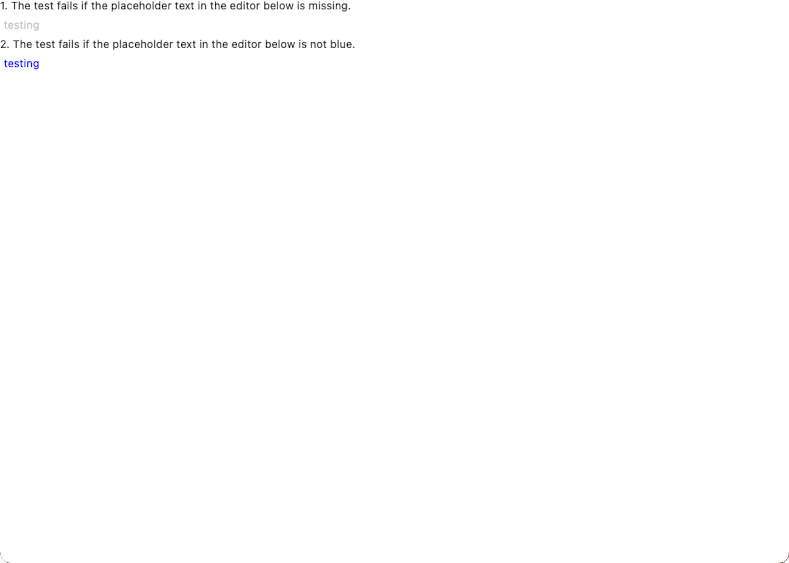 1. The test fails if the placeholder text in the editor below is missing.
testing
2. The test fails if the placeholder text in the editor below is not blue.
testing